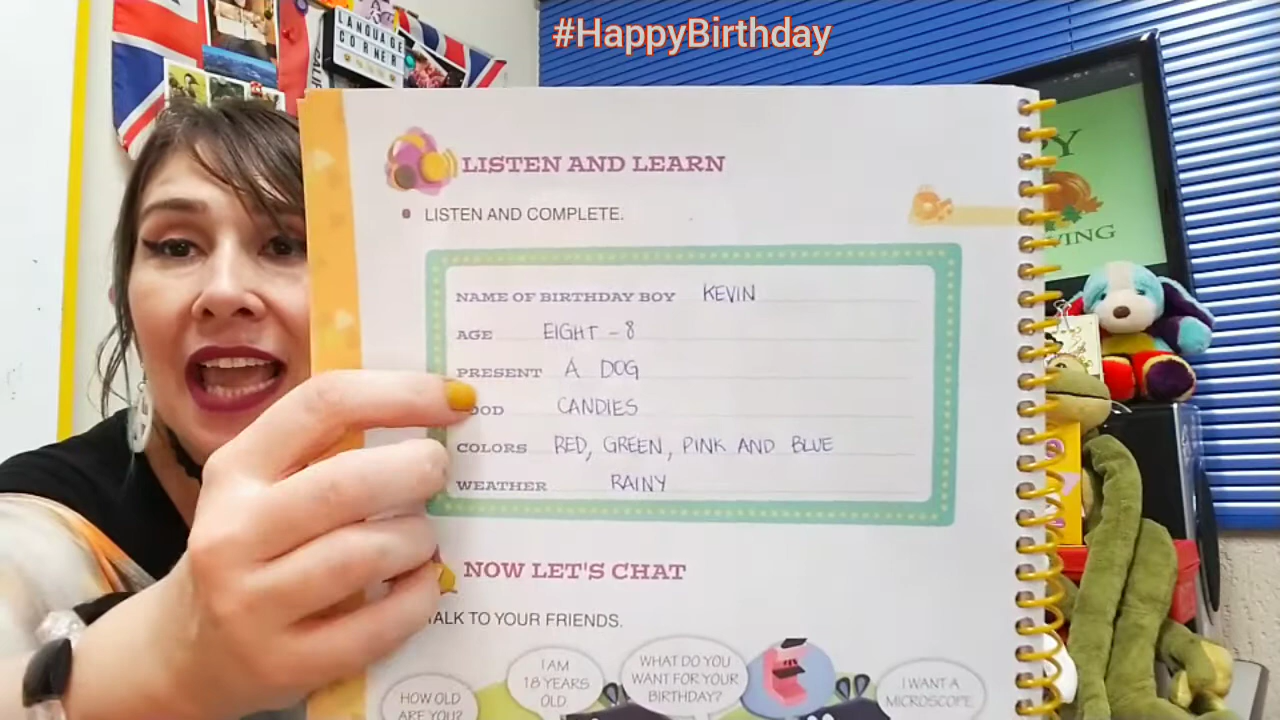 #HappyBirthday
LANGUAGE
CORNER
LISTEN AND LEARN
LISTEN AND COMPLETE.
NAME OF BIRTHDAY BOY KEVIN
AGE EIGHT - 8
PRESENT A DOG
OOD CANDIES
COLORS RED, GREEN, PINK AND BLUE
WEATHER RAINY
NOW LET'S CHAT
ALK TO YOUR FRIENDS.
HOW OLD
ARE YOU?
I AM
18 YEARS
OLD.
WHAT DO YOU
WANT FOR YOUR
BIRTHDAY?
I WANT A
MICROSCOPE